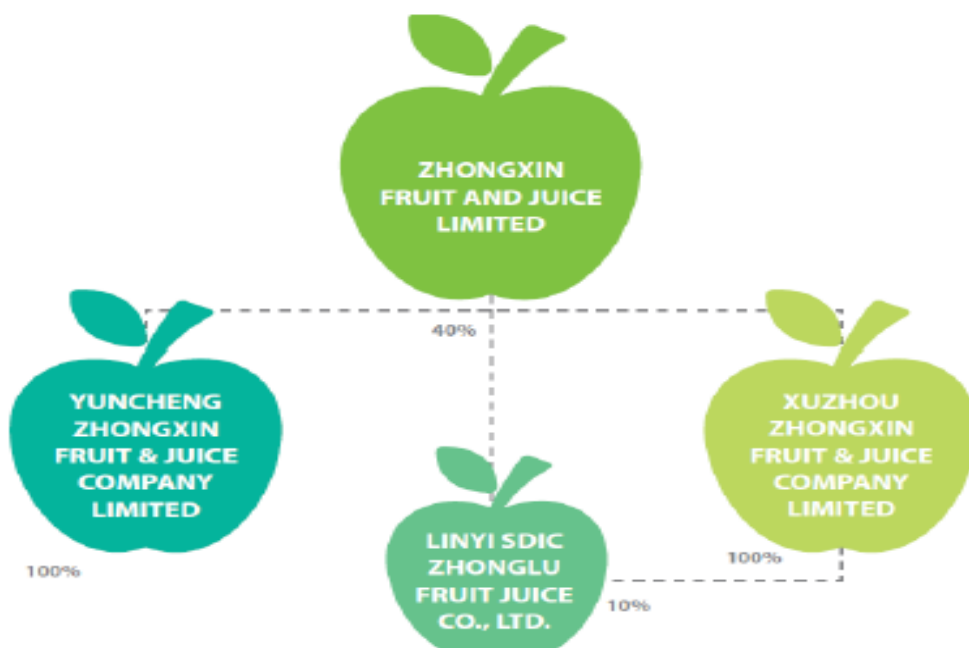 ZHONGXIN
FRUIT AND JUICE
LIMITED
40%
YUNCHENG
ZHONGXIN
FRUIT & JUICE
COMPANY
LIMITED
100%
XUZHOU
ZHONGXIN
FRUIT & JUICE
COMPANY
LIMITED
100%
LINYI SDIC
ZHONGLU
FRUIT JUICE
CO., LTD.
10%